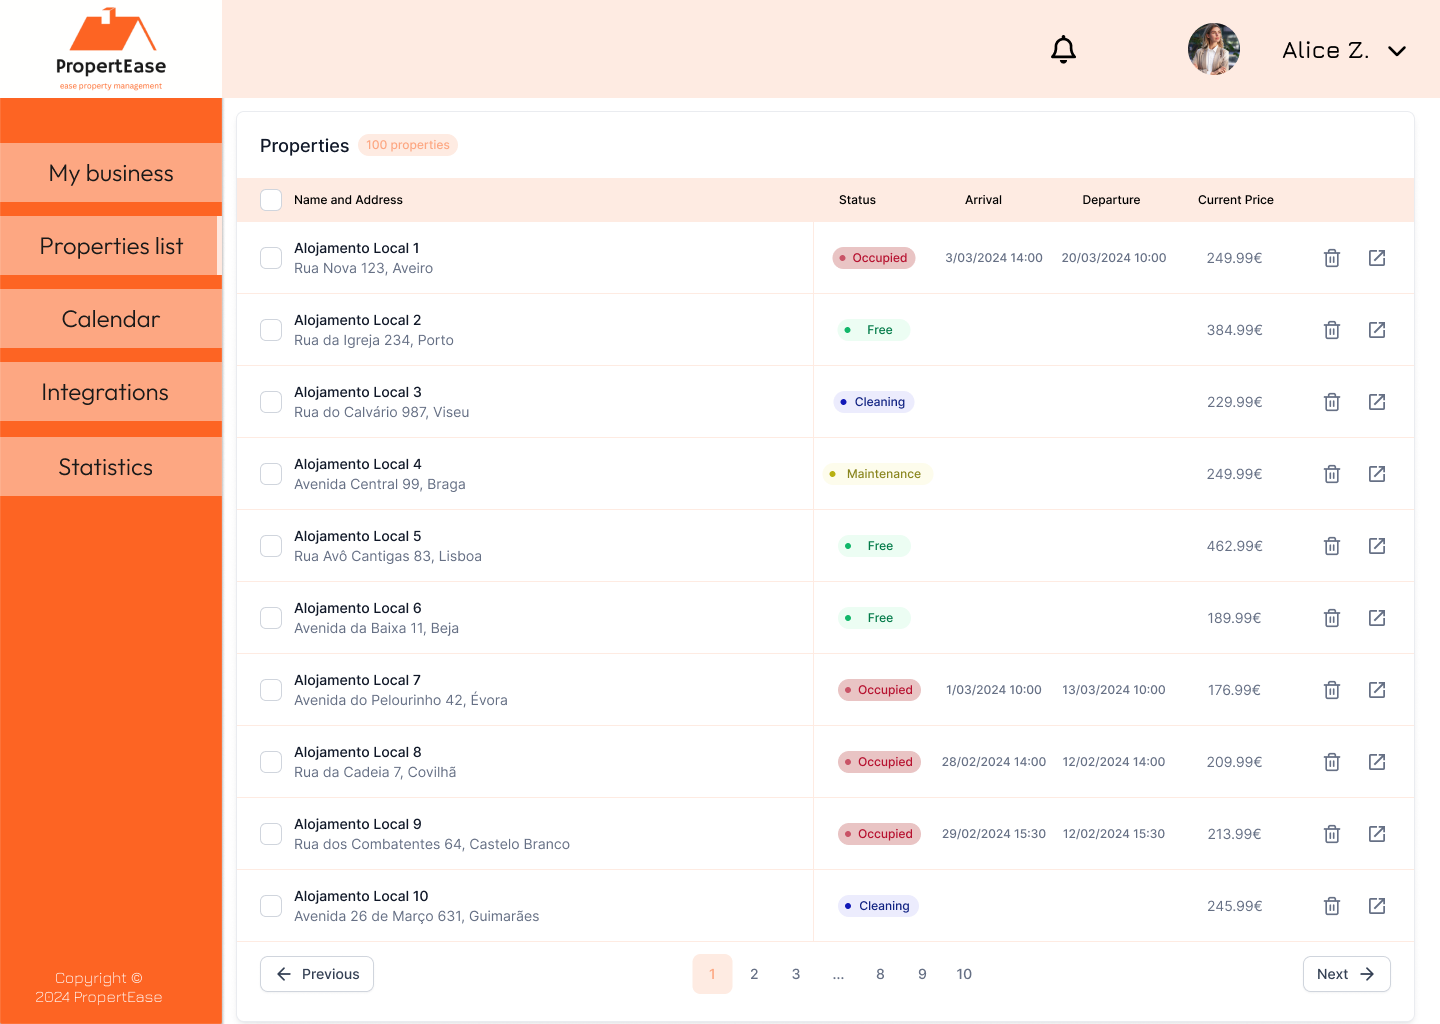 PropertEase
ease property management
Alice Z.
My business
Properties list
Calendar
Integrations
Statistics
Copyright ©
2024 PropertEase
Properties 100 properties
Name and Address Status Arrival Departure Current Price
Alojamento Local 1
Rua Nova 123, Aveiro
Occupied 3/03/2024 14:00 20/03/2024 10:00 249.99€
Alojamento Local 2
Rua da Igreja 234, Porto
Free 384.99€
Alojamento Local 3
Rua do Calvário 987, Viseu
Cleaning 229.99€
Alojamento Local 4
Avenida Central 99, Braga
Maintenance 249.99€
Alojamento Local 5
Rua Avô Cantigas 83, Lisboa
Free 462.99€
Alojamento Local 6
Avenida da Baixa 11, Beja
Free 189.99€
Alojamento Local 7
Avenida do Pelourinho 42, Évora
Occupied 1/03/2024 10:00 13/03/2024 10:00 176.99€
Alojamento Local 8
Rua da Cadeia 7, Covilhã
Occupied 28/02/2024 14:00 12/02/2024 14:00 209.99€
Alojamento Local 9
Rua dos Combatentes 64, Castelo Branco
Occupied 29/02/2024 15:30 12/02/2024 15:30 213.99€
Alojamento Local 10
Avenida 26 de Março 631, Guimarães
Cleaning 245.99€
Previous 1 2 3 ... 8 9 10 Next